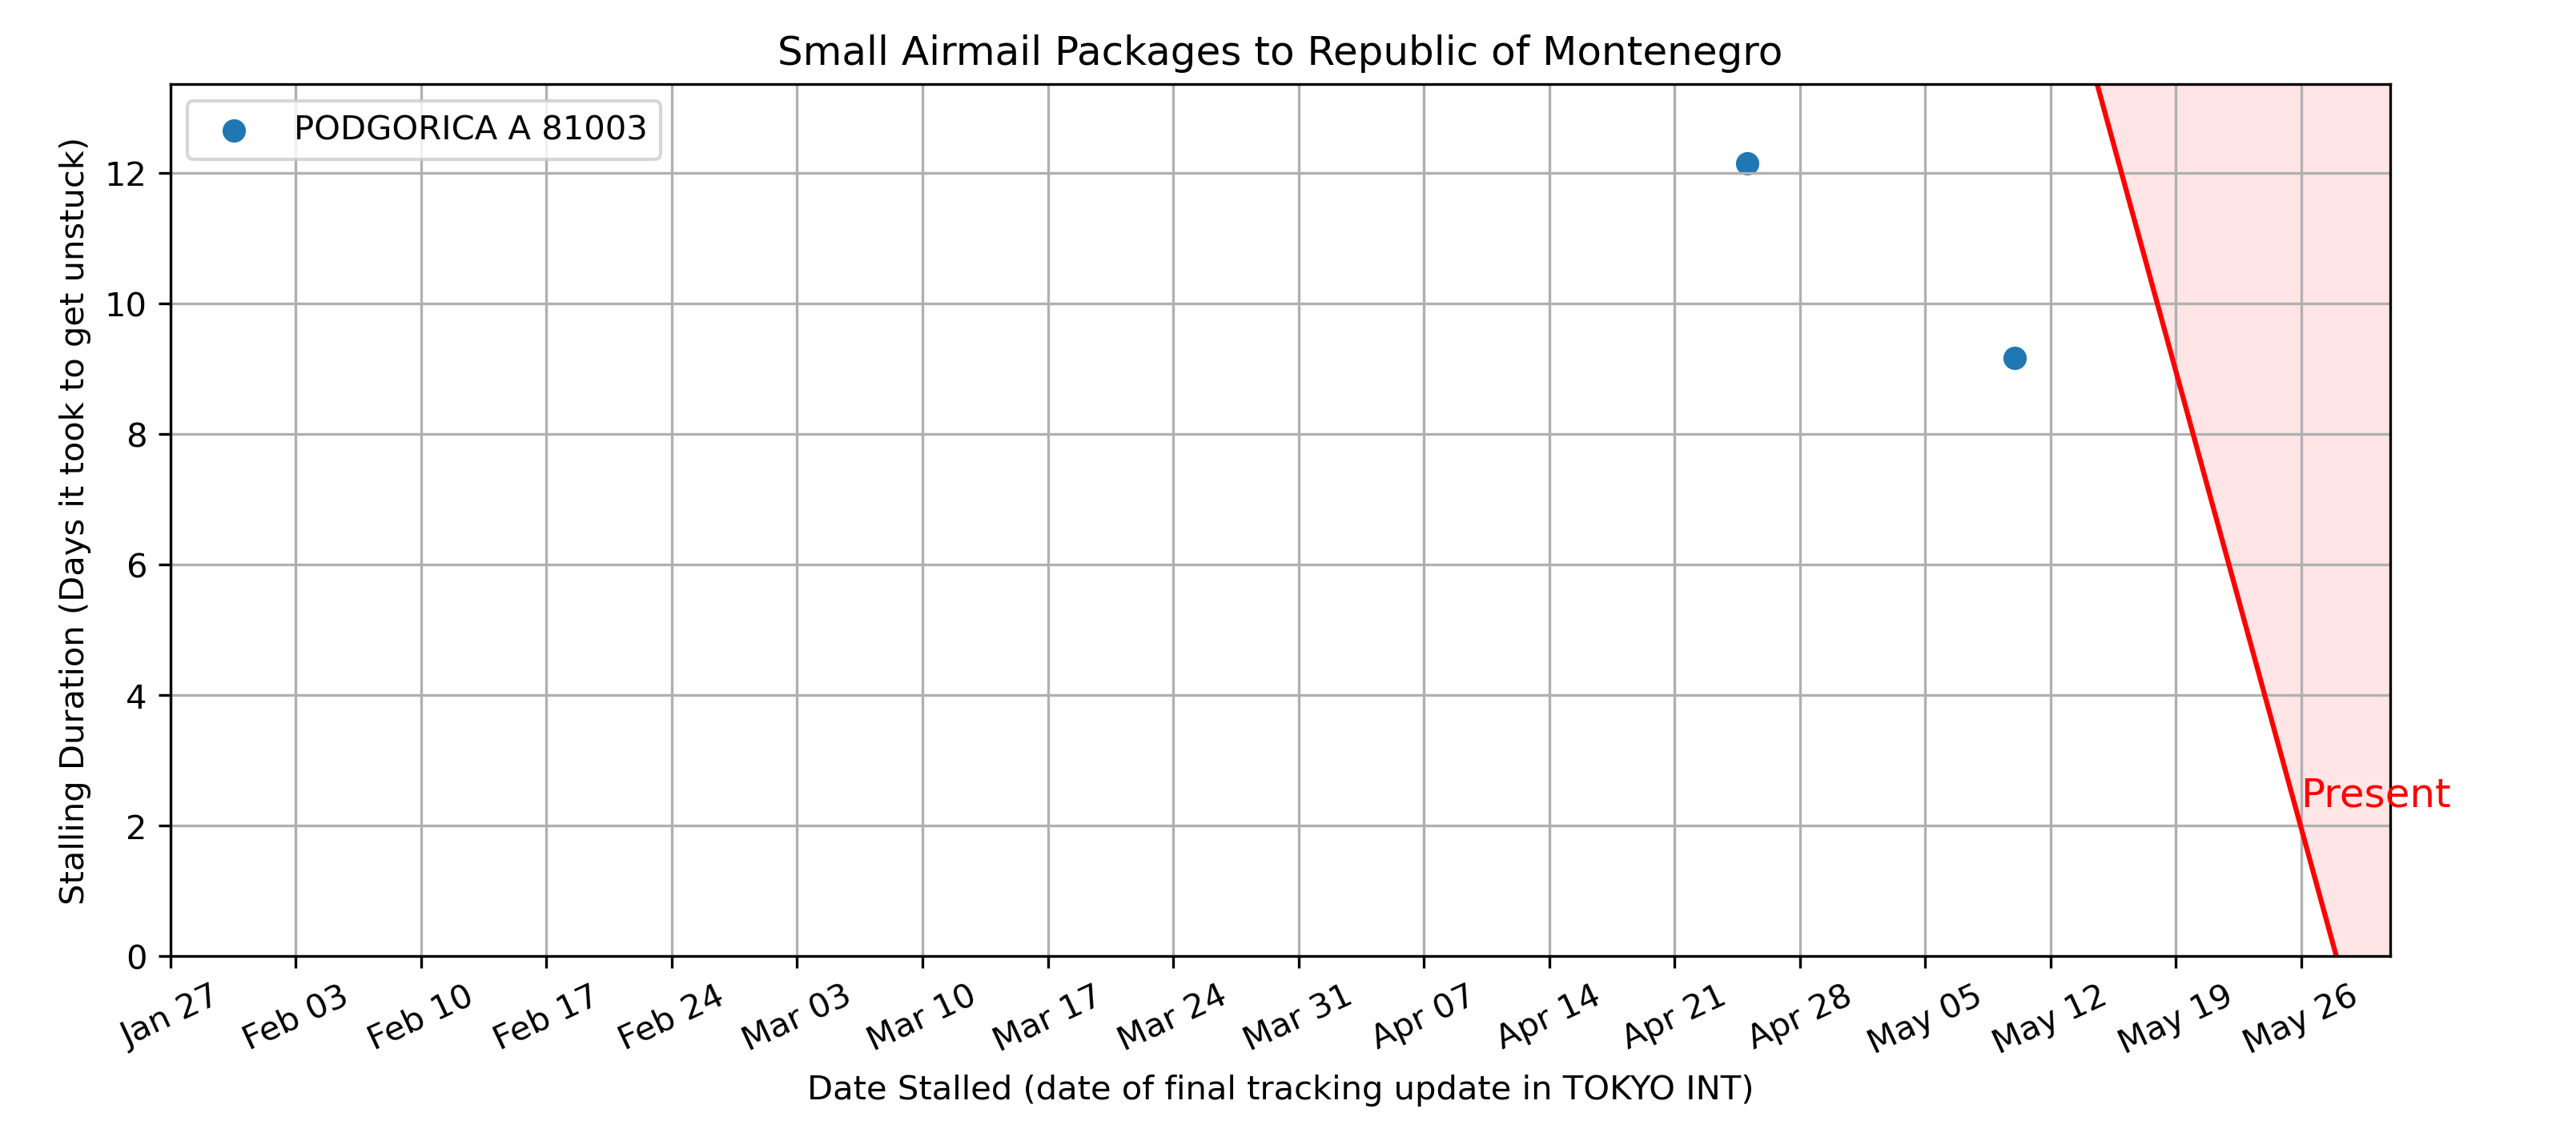 Small Airmail Packages to Republic of Montenegro
PODGORICA A 81003
Stalling Duration (Days it took to get unstuck)
12
10
8
6
4
2
0
Present
Jan 27
Feb 03
Feb 10
Feb 17
Feb 24
Mar 03
Mar 10
Mar 17
Mar 24
Mar 31
Apr 07
Apr 14
Apr 21
Apr 28
May 05
May 12
May 19
May 26
Date Stalled (date of final tracking update in TOKYO INT)